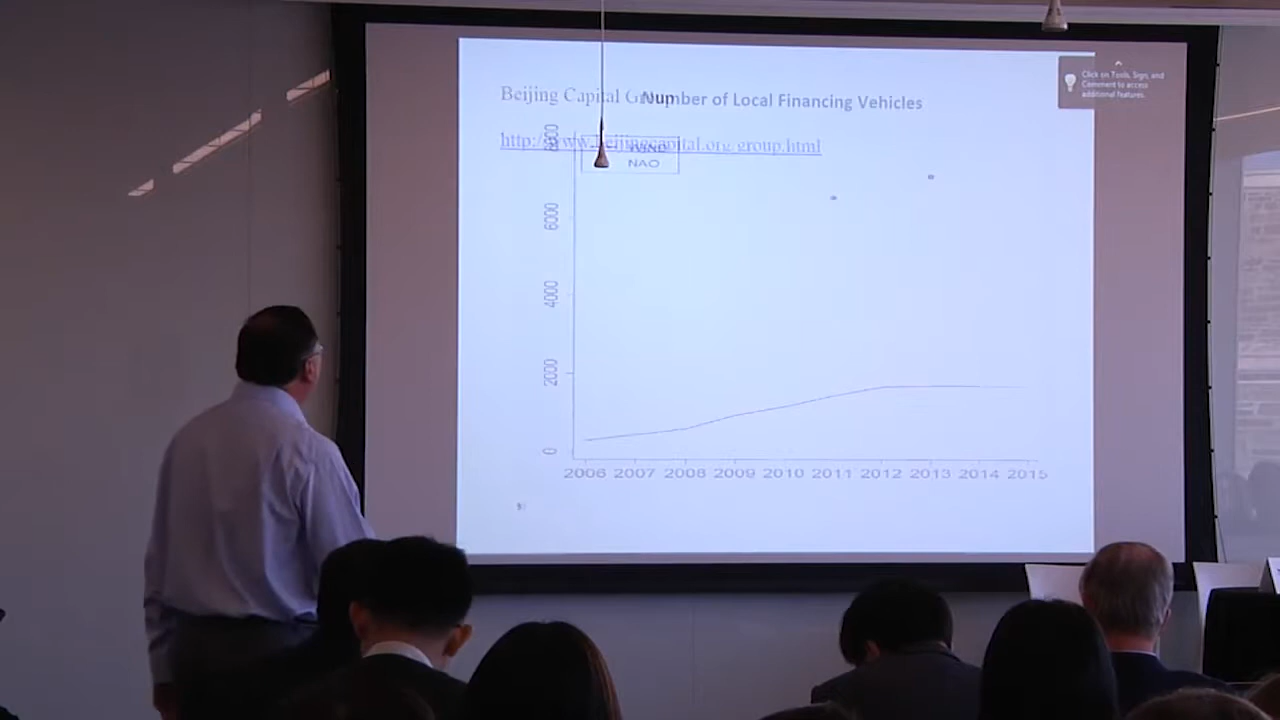 Beijing Capital Group
Number of Local Financing Vehicles
Click on Tools, Sign, and
Comment to access
additional features.
http://www.beijingcapital.org/group.html
WIND
NAO
8000
6000
4000
2000
0
2006 2007 2008 2009 2010 2011 2012 2013 2014 2015